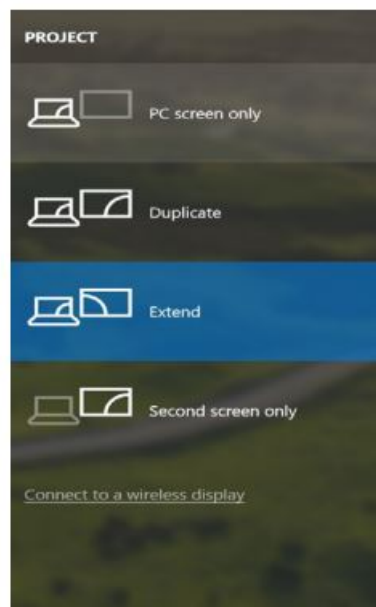 PROJECT
PC screen only
Duplicate
Extend
Second screen only
Connect to a wireless display